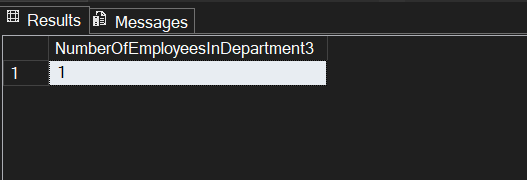 Results Messages
NumberOfEmployeesInDepartment3
1 1